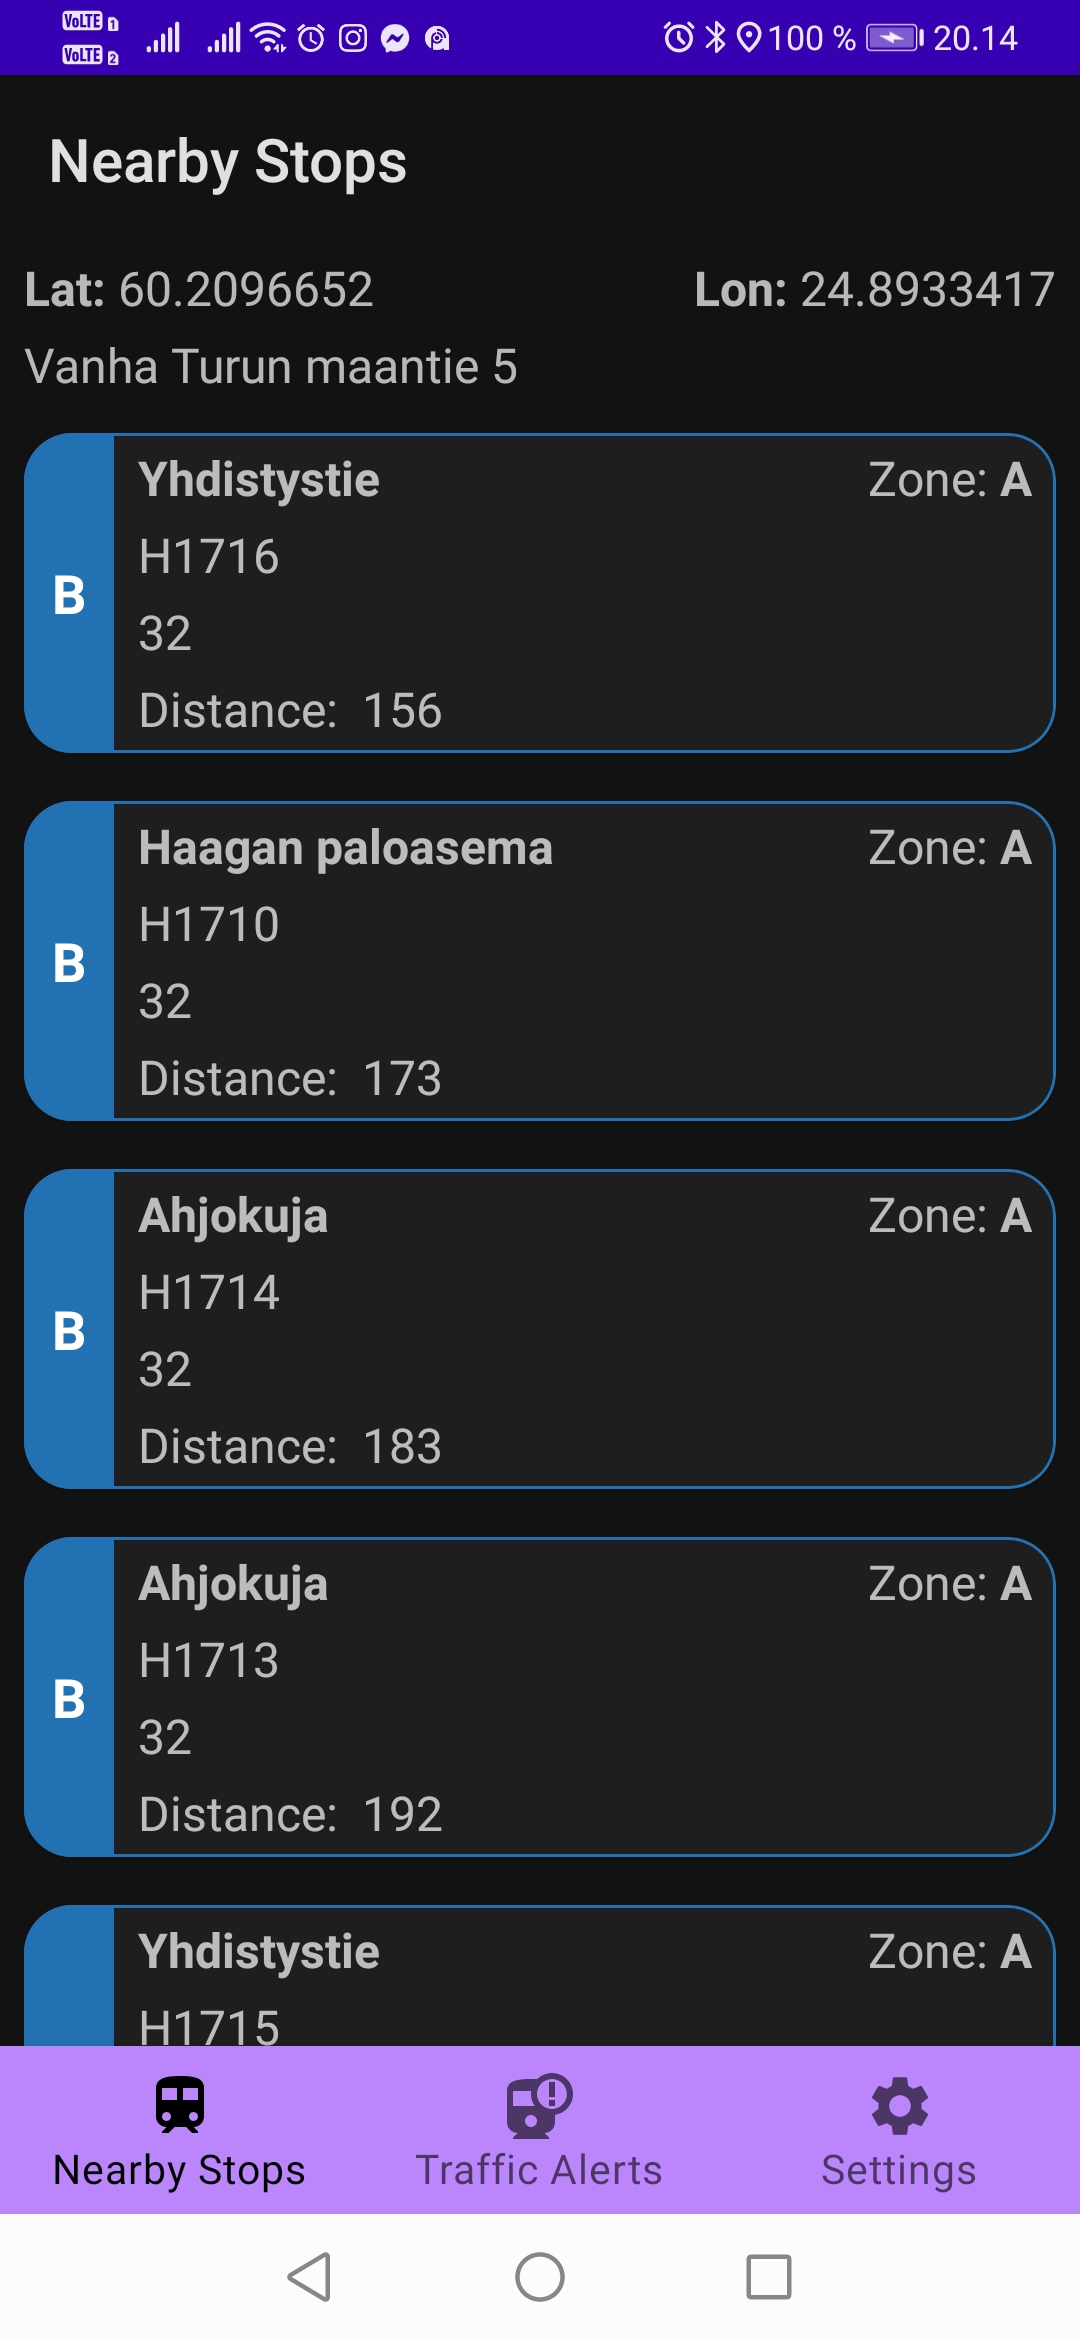 VoLTE 1
VoLTE 2
100 % 20.14
Nearby Stops
Lat: 60.2096652 Lon: 24.8933417
Vanha Turun maantie 5
Yhdistystie Zone: A
H1716
B
32
Distance: 156
Haagan paloasema Zone: A
H1710
B
32
Distance: 173
Ahjokuja Zone: A
H1714
B
32
Distance: 183
Ahjokuja Zone: A
H1713
B
32
Distance: 192
Yhdistystie Zone: A
H1715
Nearby Stops Traffic Alerts Settings